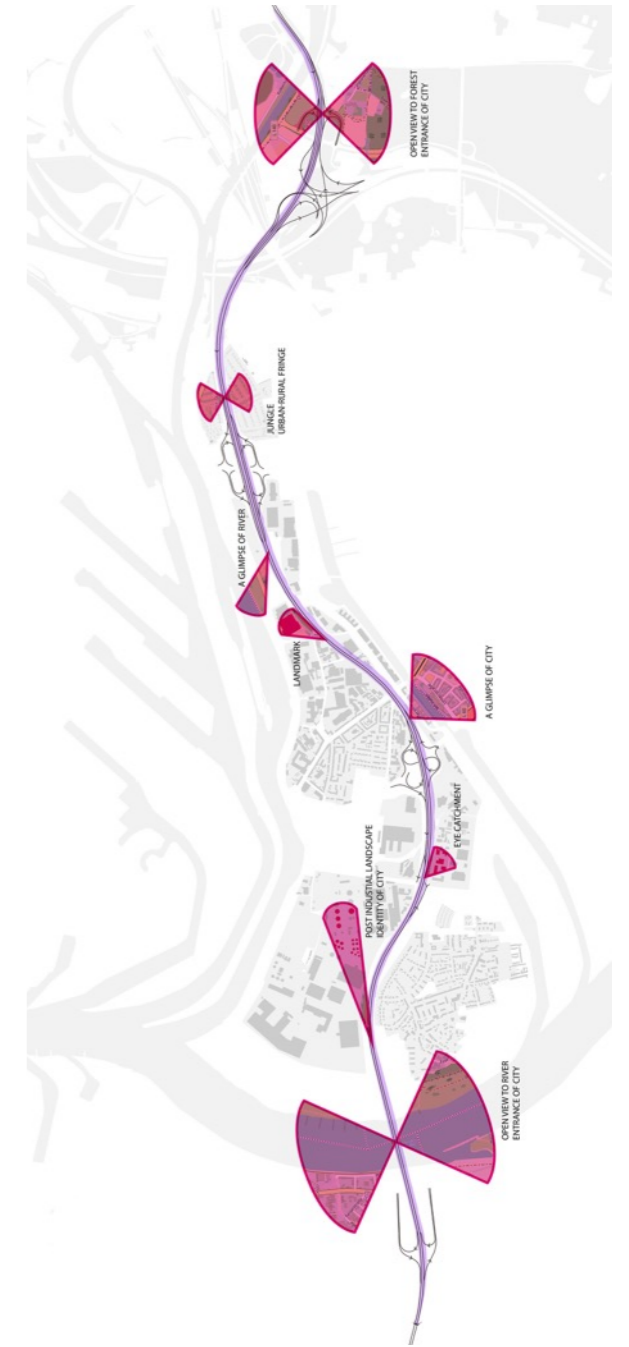 OPEN VIEW TO FOREST
ENTRANCE OF CITY
JUNGLE
URBAN-RURAL FRINGE
A GLIMPSE OF RIVER
LANDMARK
A GLIMPSE OF CITY
EYE CATCHMENT
POST INDUSTRIAL LANDSCAPE
IDENTITY OF CITY
OPEN VIEW TO RIVER
ENTRANCE OF CITY